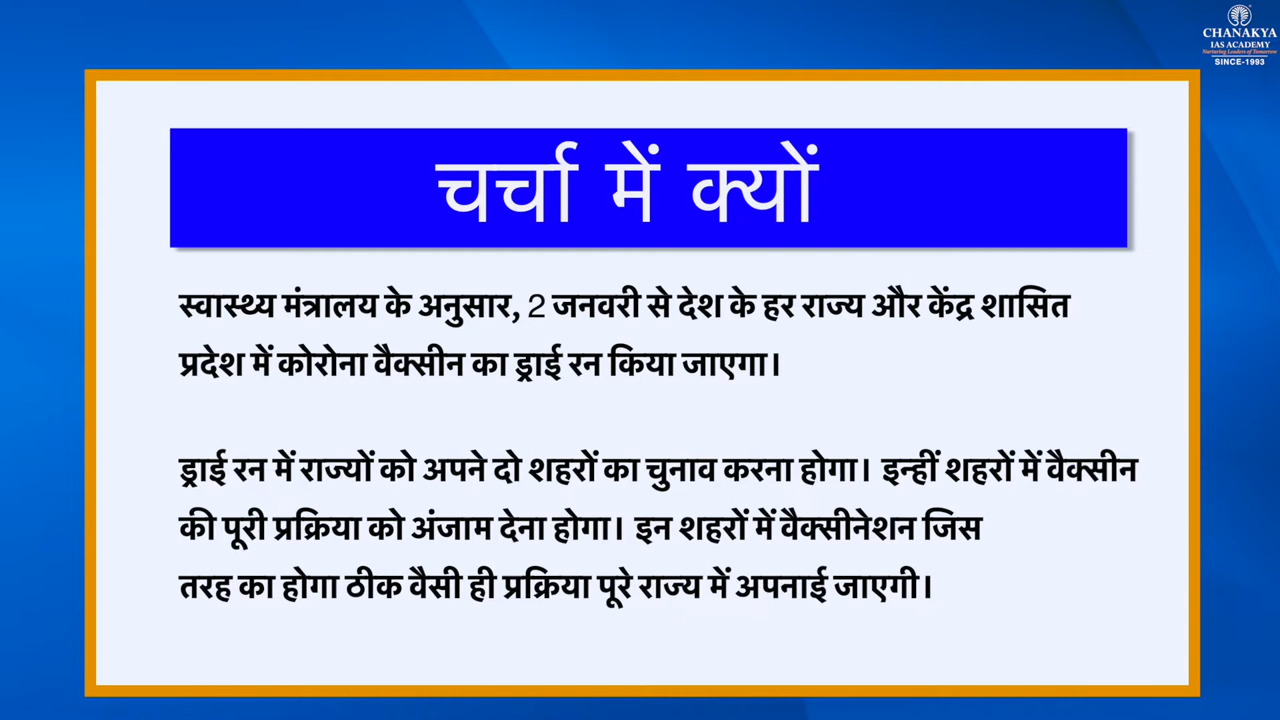 CHANAKYA
IAS ACADEMY
Nurturing Leaders of Tomorrow
SINCE-1993
चर्चा में क्यों
स्वास्थ्य मंत्रालय के अनुसार, 2 जनवरी से देश के हर राज्य और केंद्र शासित
प्रदेश में कोरोना वैक्सीन का ड्राई रन किया जाएगा।
ड्राई रन में राज्यों को अपने दो शहरों का चुनाव करना होगा। इन्हीं शहरों में वैक्सीन
की पूरी प्रक्रिया को अंजाम देना होगा। इन शहरों में वैक्सीनेशन जिस
तरह का होगा ठीक वैसी ही प्रक्रिया पूरे राज्य में अपनाई जाएगी।